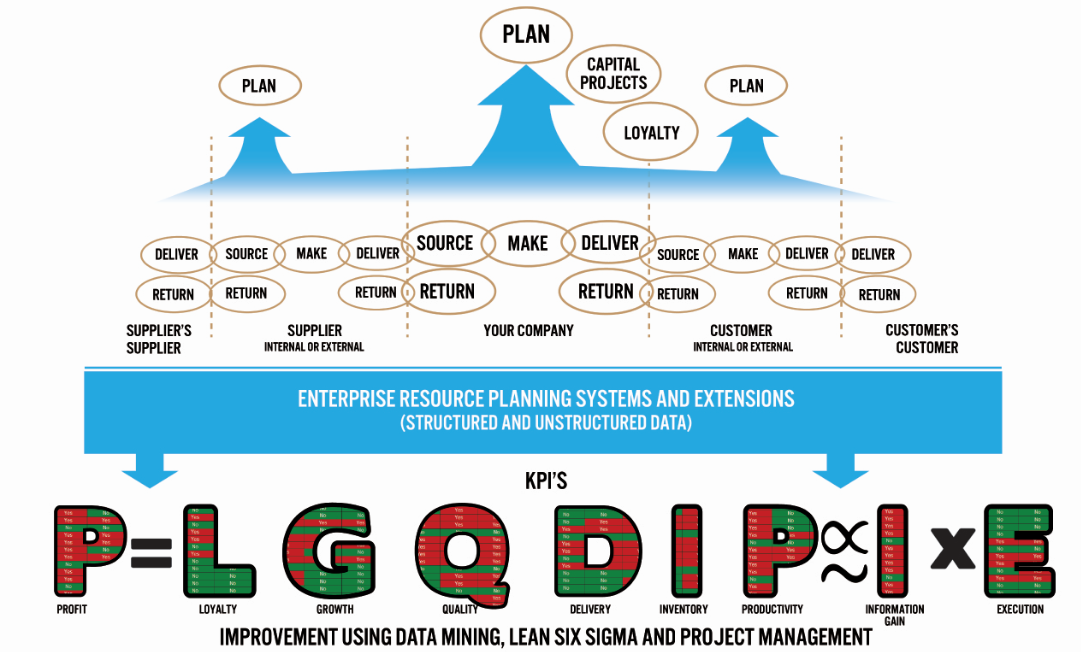 PLAN
CAPITAL
PROJECTS
PLAN
PLAN
LOYALTY
DELIVER SOURCE MAKE DELIVER SOURCE MAKE DELIVER SOURCE MAKE DELIVER DELIVER
RETURN RETURN RETURN RETURN RETURN RETURN RETURN RETURN
SUPPLIER'S
SUPPLIER
SUPPLIER
INTERNAL OR EXTERNAL
YOUR COMPANY
CUSTOMER
INTERNAL OR EXTERNAL
CUSTOMER'S
CUSTOMER
ENTERPRISE RESOURCE PLANNING SYSTEMS AND EXTENSIONS
(STRUCTURED AND UNSTRUCTURED DATA)
KPI'S
P = L G Q D I P ∝ ≈ I x E
PROFIT LOYALTY GROWTH QUALITY DELIVERY INVENTORY PRODUCTIVITY INFORMATION EXECUTION
GAIN
IMPROVEMENT USING DATA MINING, LEAN SIX SIGMA AND PROJECT MANAGEMENT